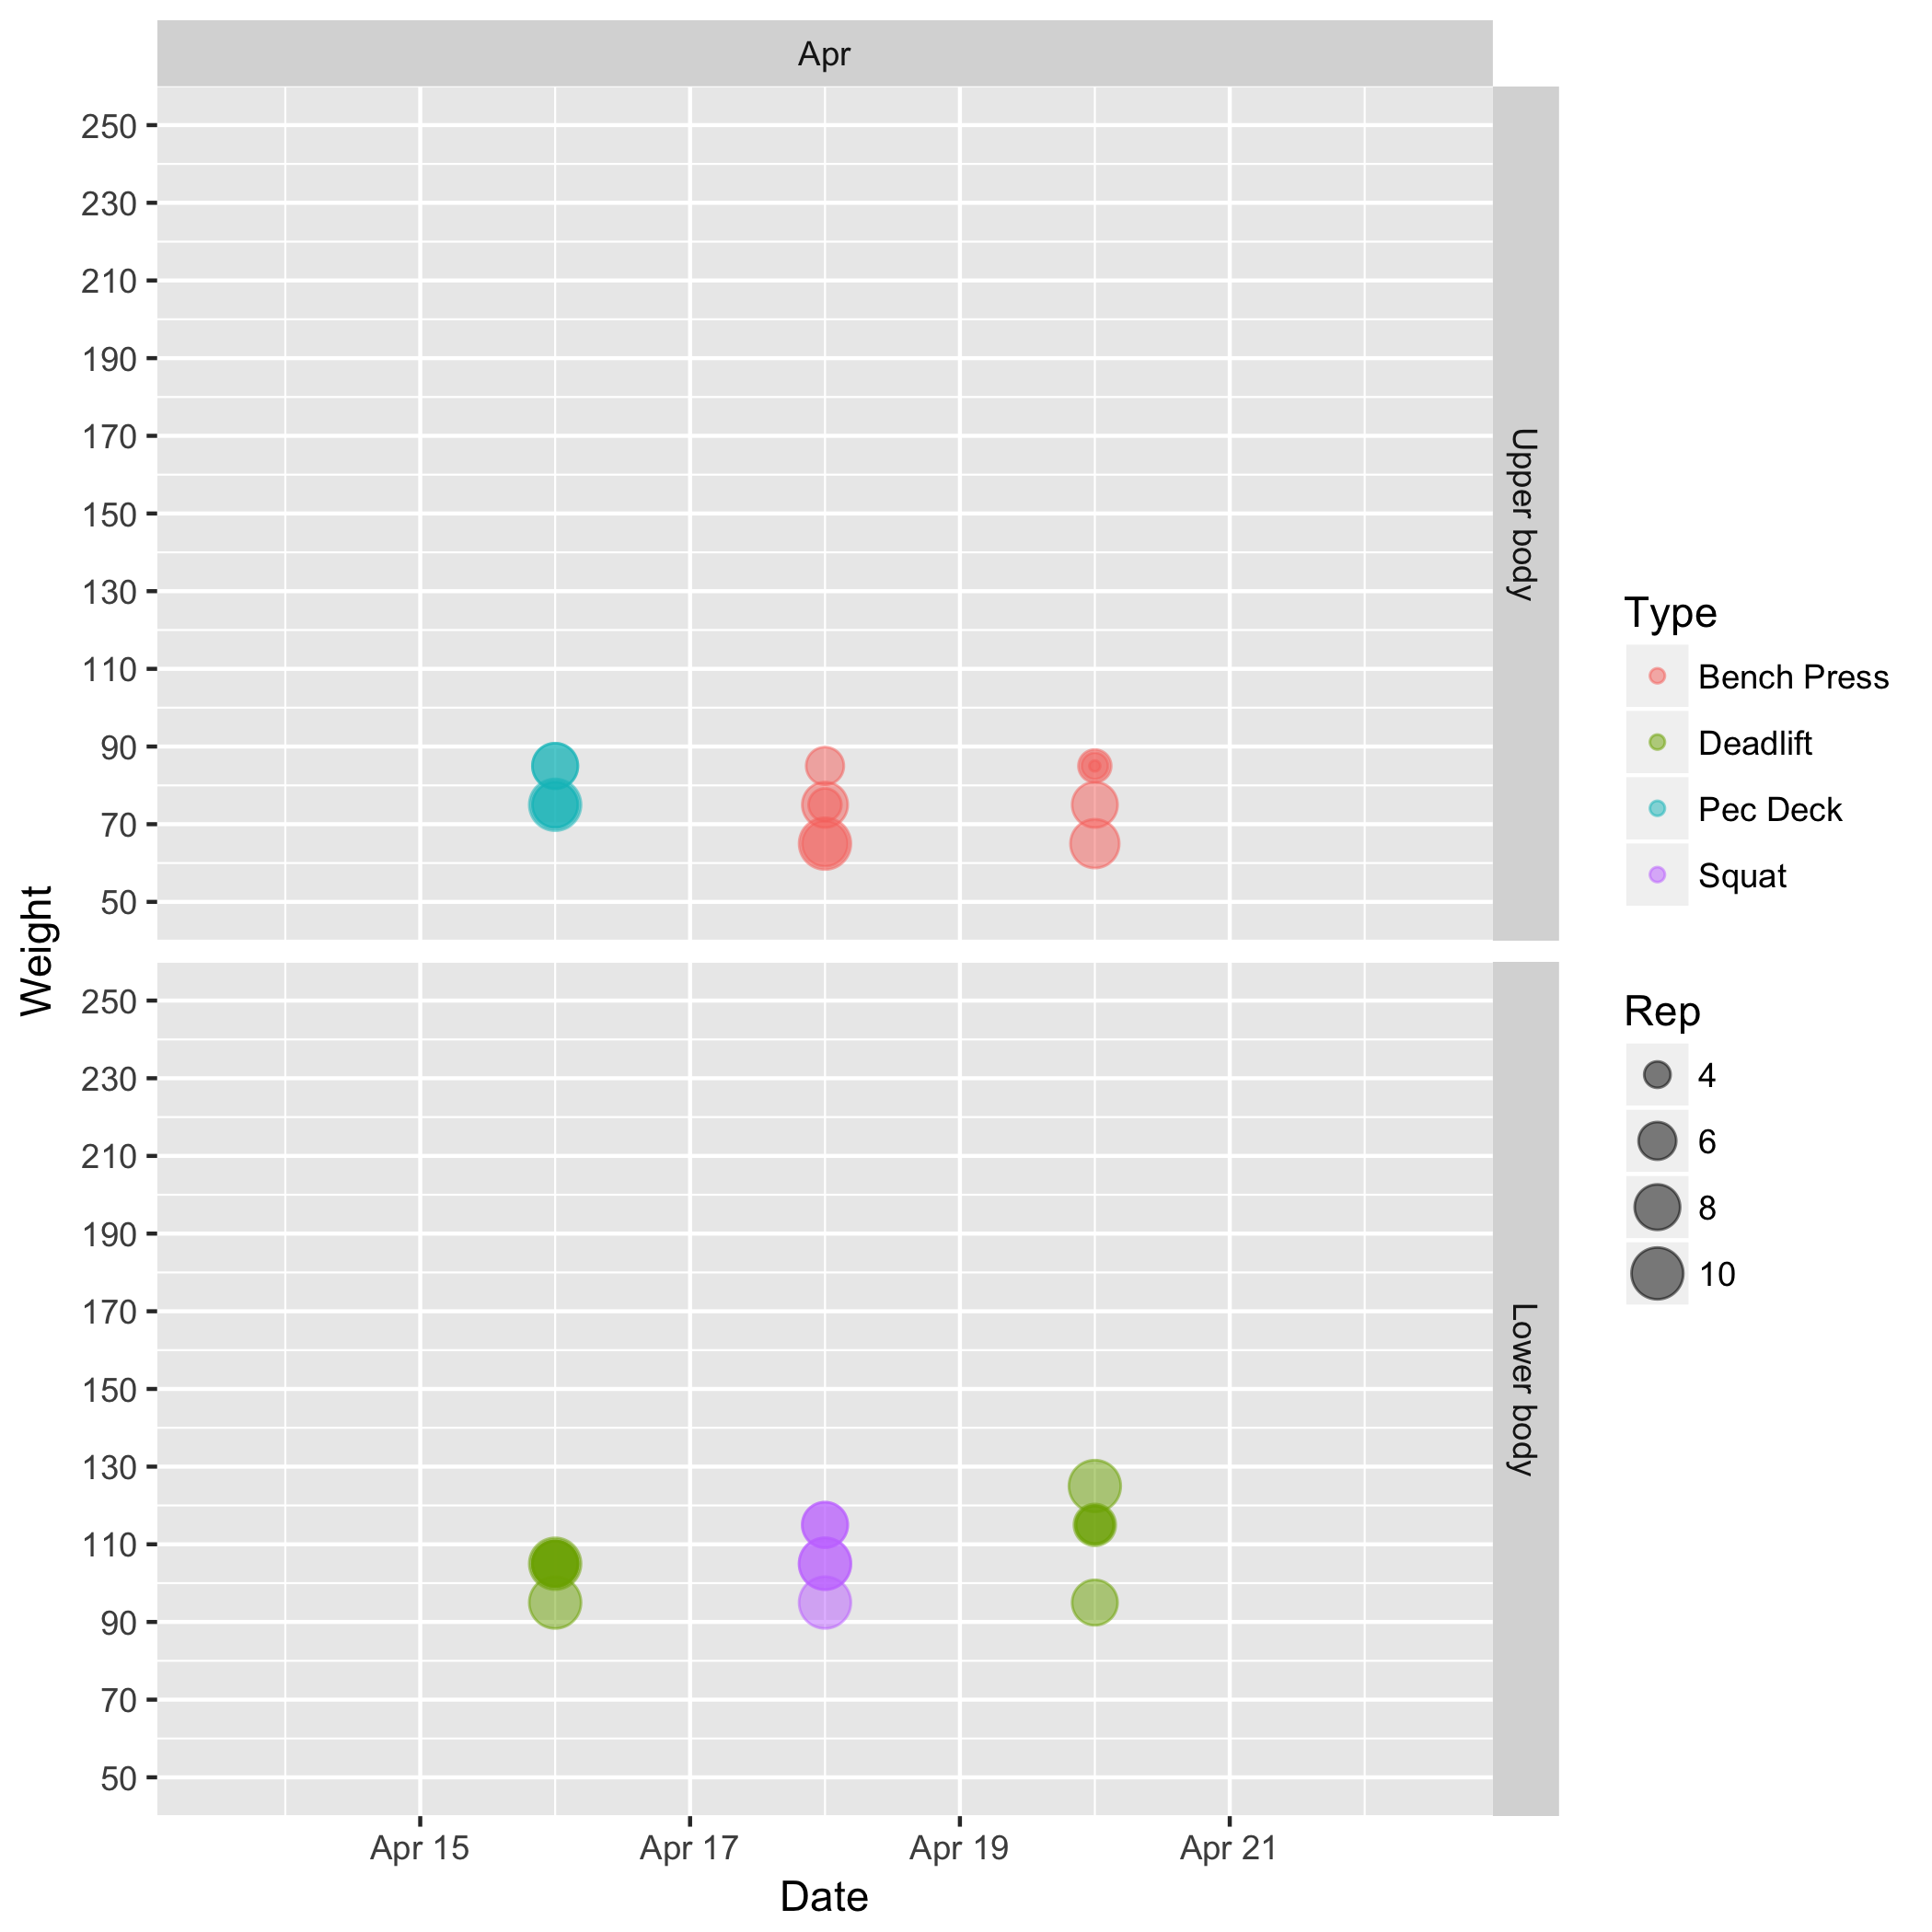 Apr
250
230
210
190
170
150
130
110
90
70
50
Upper body
Weight
250
230
210
190
170
150
130
110
90
70
50
Lower body
Apr 15
Apr 17
Apr 19
Apr 21
Date
Type
Bench Press
Deadlift
Pec Deck
Squat
Rep
4
6
8
10